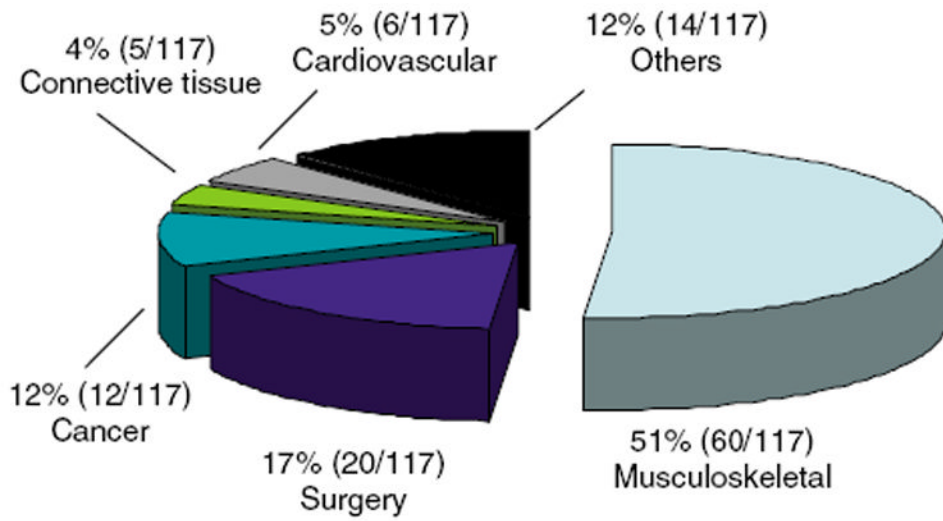 5% (6/117)
Cardiovascular
12% (14/117)
Others
4% (5/117)
Connective tissue
12% (12/117)
Cancer
17% (20/117)
Surgery
51% (60/117)
Musculoskeletal